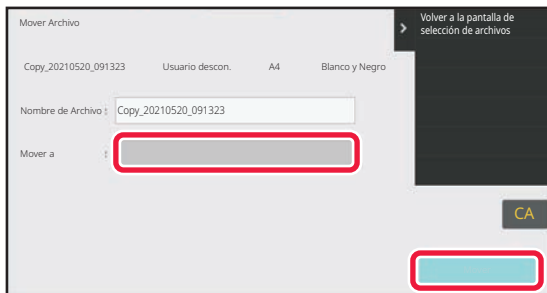 Mover Archivo
Volver a la pantalla de
selección de archivos
Copy_20210520_091323 Usuario descon. A4 Blanco y Negro
Nombre de Archivo : Copy_20210520_091323
Mover a :
CA